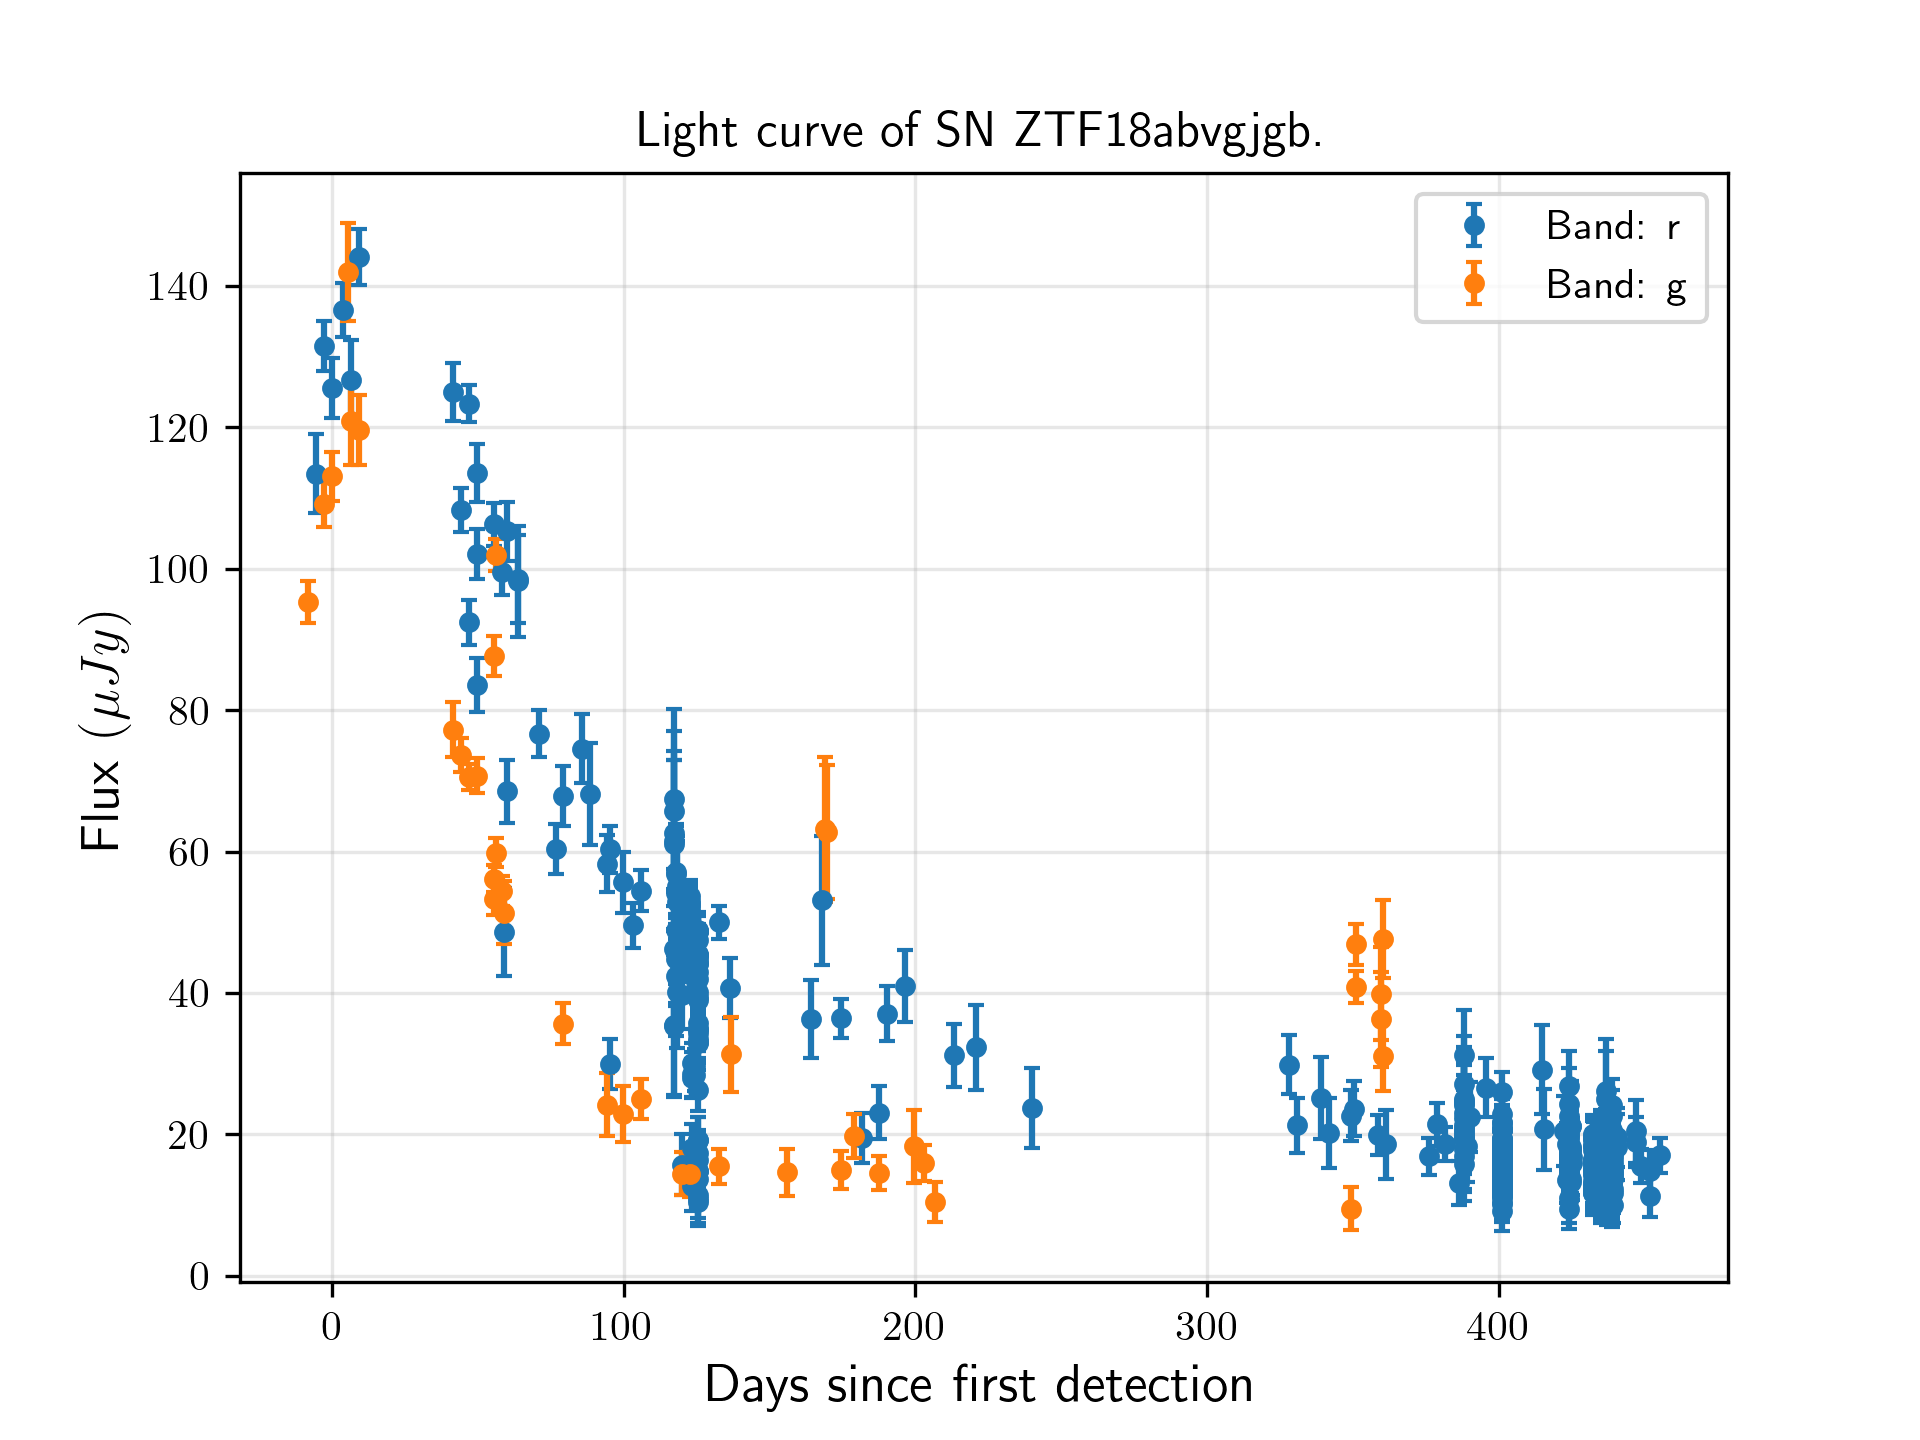 Light curve of SN ZTF18abvgjgb.
Band: r
Band: g
140
120
100
80
60
40
20
0
Flux (μJy)
0 100 200 300 400
Days since first detection